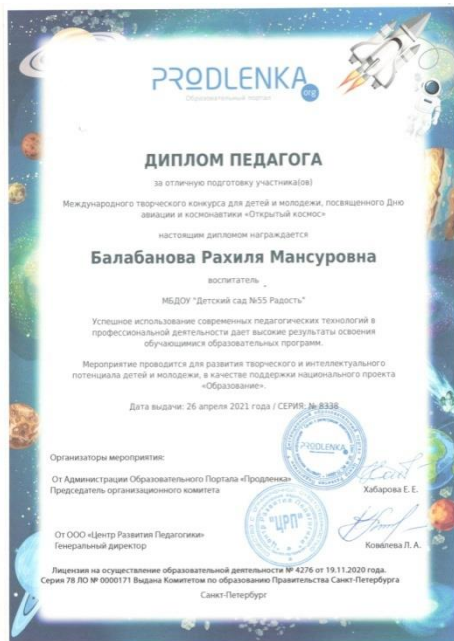 PRODLENKA.org
Образовательный портал
ДИПЛОМ ПЕДАГОГА
за отличную подготовку участника(ов)
Международного творческого конкурса для детей и молодежи, посвященного Дню
авиации и космонавтики «Открытый космос»
настоящим дипломом награждается
Балабанова Рахиля Мансуровна
воспитатель
МБДОУ "Детский сад №55 Радость"
Успешное использование современных педагогических технологий в
профессиональной деятельности дает высокие результаты освоения
обучающимися образовательных программ.
Мероприятие проводится для развития творческого и интеллектуального
потенциала детей и молодежи, в качестве поддержки национального проекта
«Образование».
Дата выдачи: 26 апреля 2021 года / СЕРИЯ: № 8338
PRODLENKA
Организаторы мероприятия:
От Администрации Образовательного Портала «Продленка»
Председатель организационного комитета
Хабарова Е. Е.
"ЦРП"
От ООО «Центр Развития Педагогики»
Генеральный директор
Ковалева Л. А.
Лицензия на осуществление образовательной деятельности № 4276 от 19.11.2020 года.
Серия 78 ЛО № 0000171 Выдана Комитетом по образованию Правительства Санкт-Петербурга
Санкт-Петербург